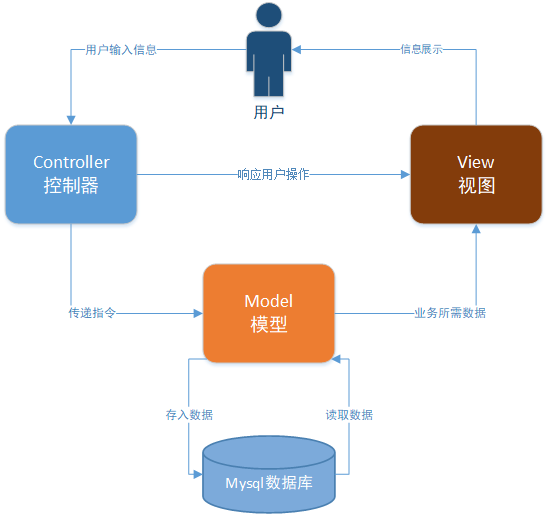 用户输入信息
信息展示
用户
Controller
控制器
响应用户操作
View
视图
传递指令
Model
模型
业务所需数据
存入数据
读取数据
Mysql数据库